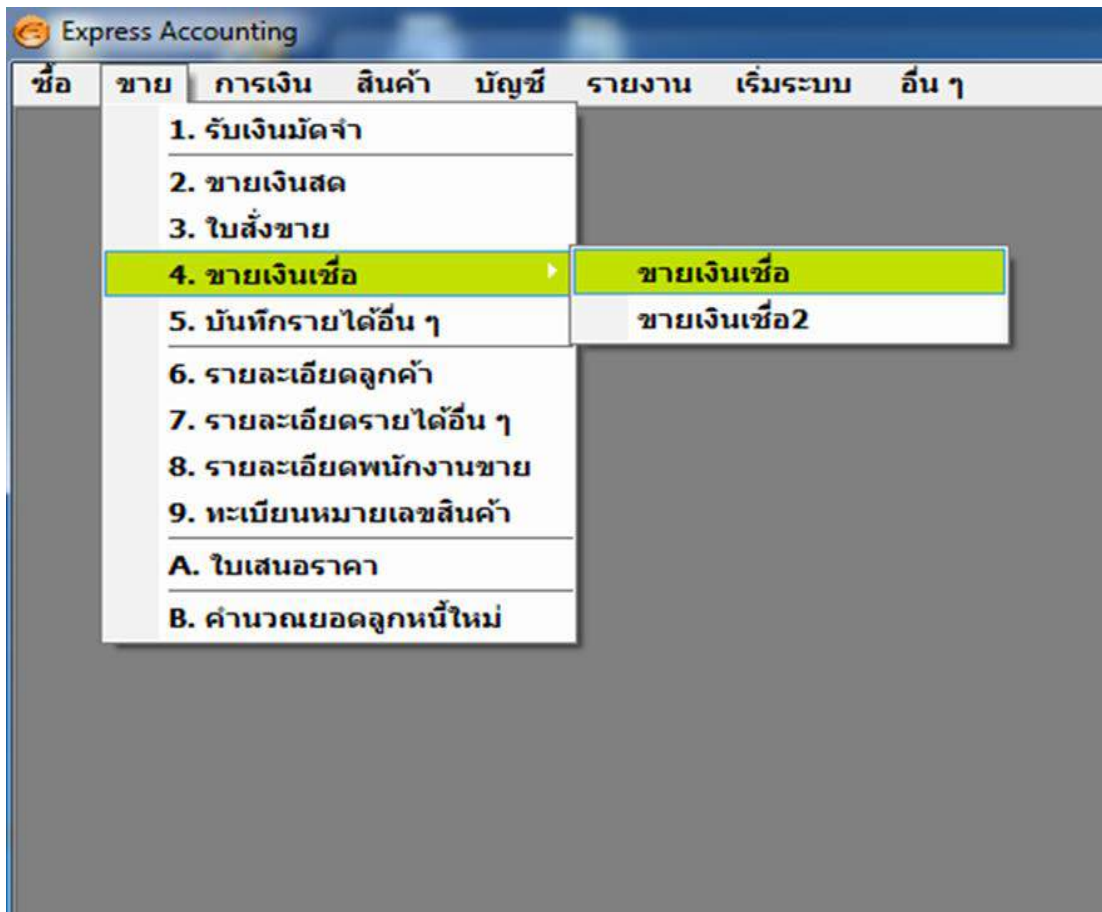 Express Accounting
ซื้อ ขาย การเงิน สินค้า บัญชี รายงาน เริ่มระบบ อื่น ๆ
1. รับเงินมัดจำ
2. ขายเงินสด
3. ใบสั่งขาย
4. ขายเงินเชื่อ
ขายเงินเชื่อ
ขายเงินเชื่อ2
5. บันทึกรายได้อื่น ๆ
6. รายละเอียดลูกค้า
7. รายละเอียดรายได้อื่น ๆ
8. รายละเอียดพนักงานขาย
9. ทะเบียนหมายเลขสินค้า
A. ใบเสนอราคา
B. คำนวณยอดลูกหนี้ใหม่